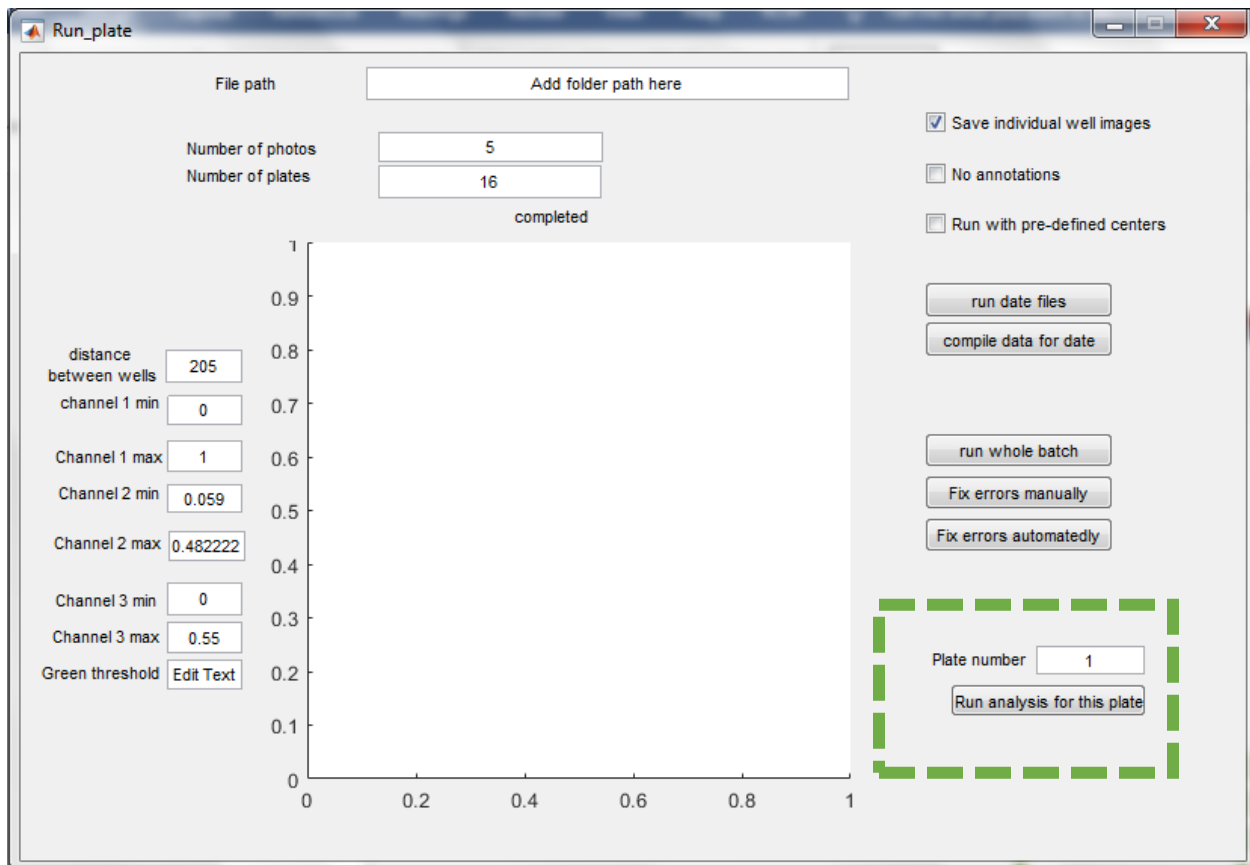 Run_plate
File path
Add folder path here
Save individual well images
Number of photos
5
Number of plates
16
No annotations
completed
Run with pre-defined centers
run date files
compile data for date
distance
between wells
205
channel 1 min
0
Channel 1 max
1
Channel 2 min
0.059
Channel 2 max
0.482222
Channel 3 min
0
Channel 3 max
0.55
Green threshold
Edit Text
1
0.9
0.8
0.7
0.6
0.5
0.4
0.3
0.2
0.1
0
0
0.2
0.4
0.6
0.8
1
run whole batch
Fix errors manually
Fix errors automatedly
Plate number
1
Run analysis for this plate